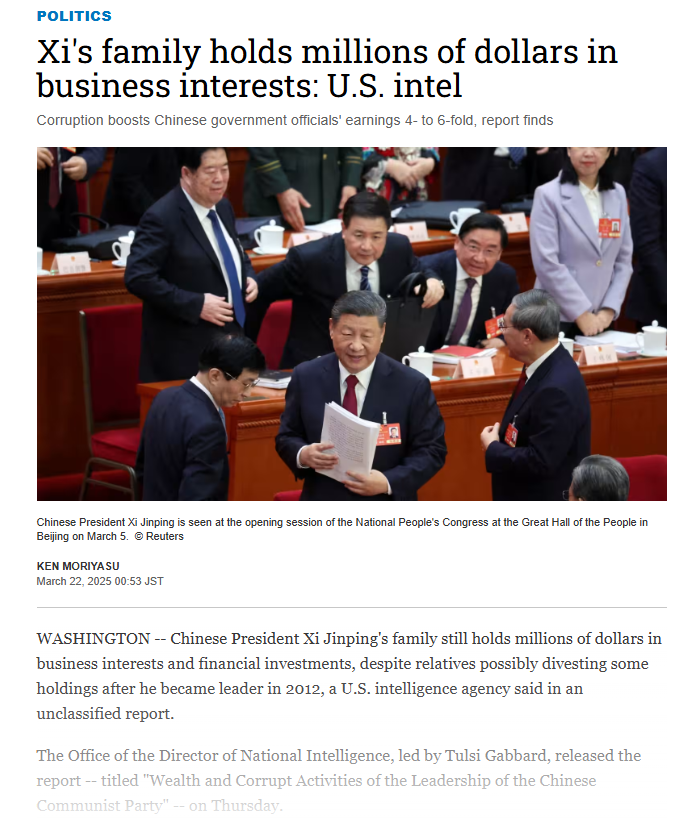 POLITICS
Xi's family holds millions of dollars in
business interests: U.S. intel
Corruption boosts Chinese government officials' earnings 4- to 6-fold, report finds
Chinese President Xi Jinping is seen at the opening session of the National People's Congress at the Great Hall of the People in
Beijing on March 5. © Reuters
KEN MORIYASU
March 22, 2025 00:53 JST
WASHINGTON -- Chinese President Xi Jinping's family still holds millions of dollars in
business interests and financial investments, despite relatives possibly divesting some
holdings after he became leader in 2012, a U.S. intelligence agency said in an
unclassified report.
The Office of the Director of National Intelligence, led by Tulsi Gabbard, released the
report -- titled "Wealth and Corrupt Activities of the Leadership of the Chinese
Communist Party" -- on Thursday.